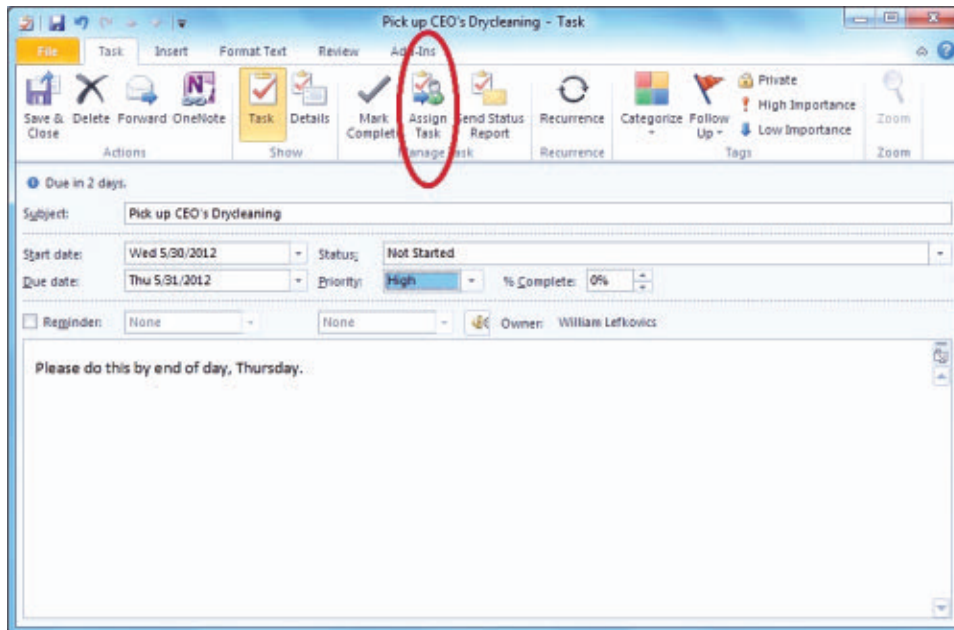 Pick up CEO's Drycleaning - Task
File Task Insert Format Text Review Add-Ins
Save & Close Delete Forward OneNote Task Details Mark Complete Assign Task Send Status Report Recurrence Categorize Follow Up Private
High Importance
Low Importance
Zoom
Actions Show Manage Task Recurrence Tags Zoom
Due in 2 days.
Subject: Pick up CEO's Drycleaning
Start date: Wed 5/30/2012 Status: Not Started
Due date: Thu 5/31/2012 Priority: High % Complete: 0%
Reminder: None None Owner: William Lefkovics
Please do this by end of day, Thursday.